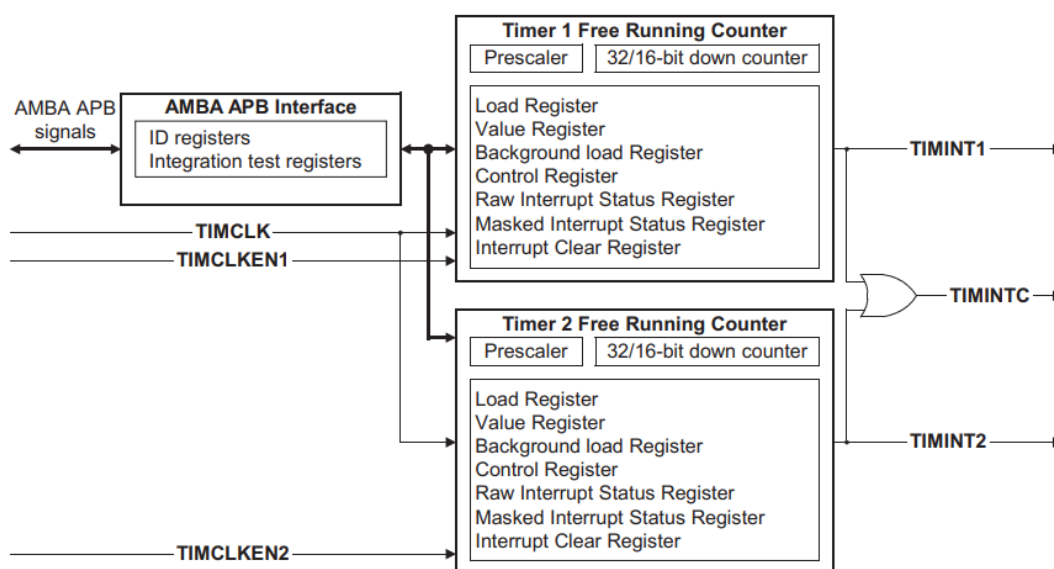 Timer 1 Free Running Counter
Prescaler
32/16-bit down counter
Load Register
Value Register
Background load Register
Control Register
Raw Interrupt Status Register
Masked Interrupt Status Register
Interrupt Clear Register
AMBA APB
signals
AMBA APB Interface
ID registers
Integration test registers
TIMCLK
TIMCLKEN1
TIMINT1
TIMINTC
Timer 2 Free Running Counter
Prescaler
32/16-bit down counter
Load Register
Value Register
Background load Register
Control Register
Raw Interrupt Status Register
Masked Interrupt Status Register
Interrupt Clear Register
TIMINT2
TIMCLKEN2